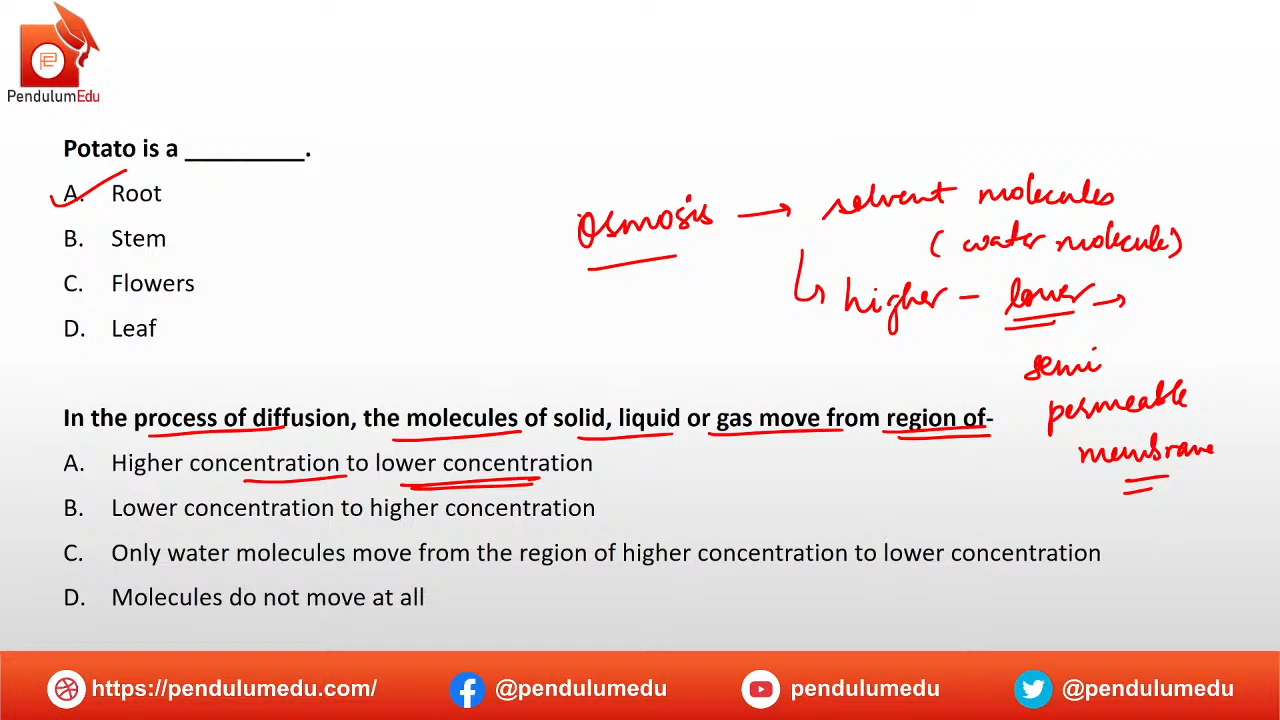 PendulumEdu
Potato is a _________.
A. Root
B. Stem
C. Flowers
D. Leaf
Osmosis → solvent molecules
(water molecule)
↳ higher – lower →
semi
permeable
membrane
In the process of diffusion, the molecules of solid, liquid or gas move from region of-
A. Higher concentration to lower concentration
B. Lower concentration to higher concentration
C. Only water molecules move from the region of higher concentration to lower concentration
D. Molecules do not move at all
https://pendulumedu.com/ @pendulumedu pendulumedu @pendulumedu